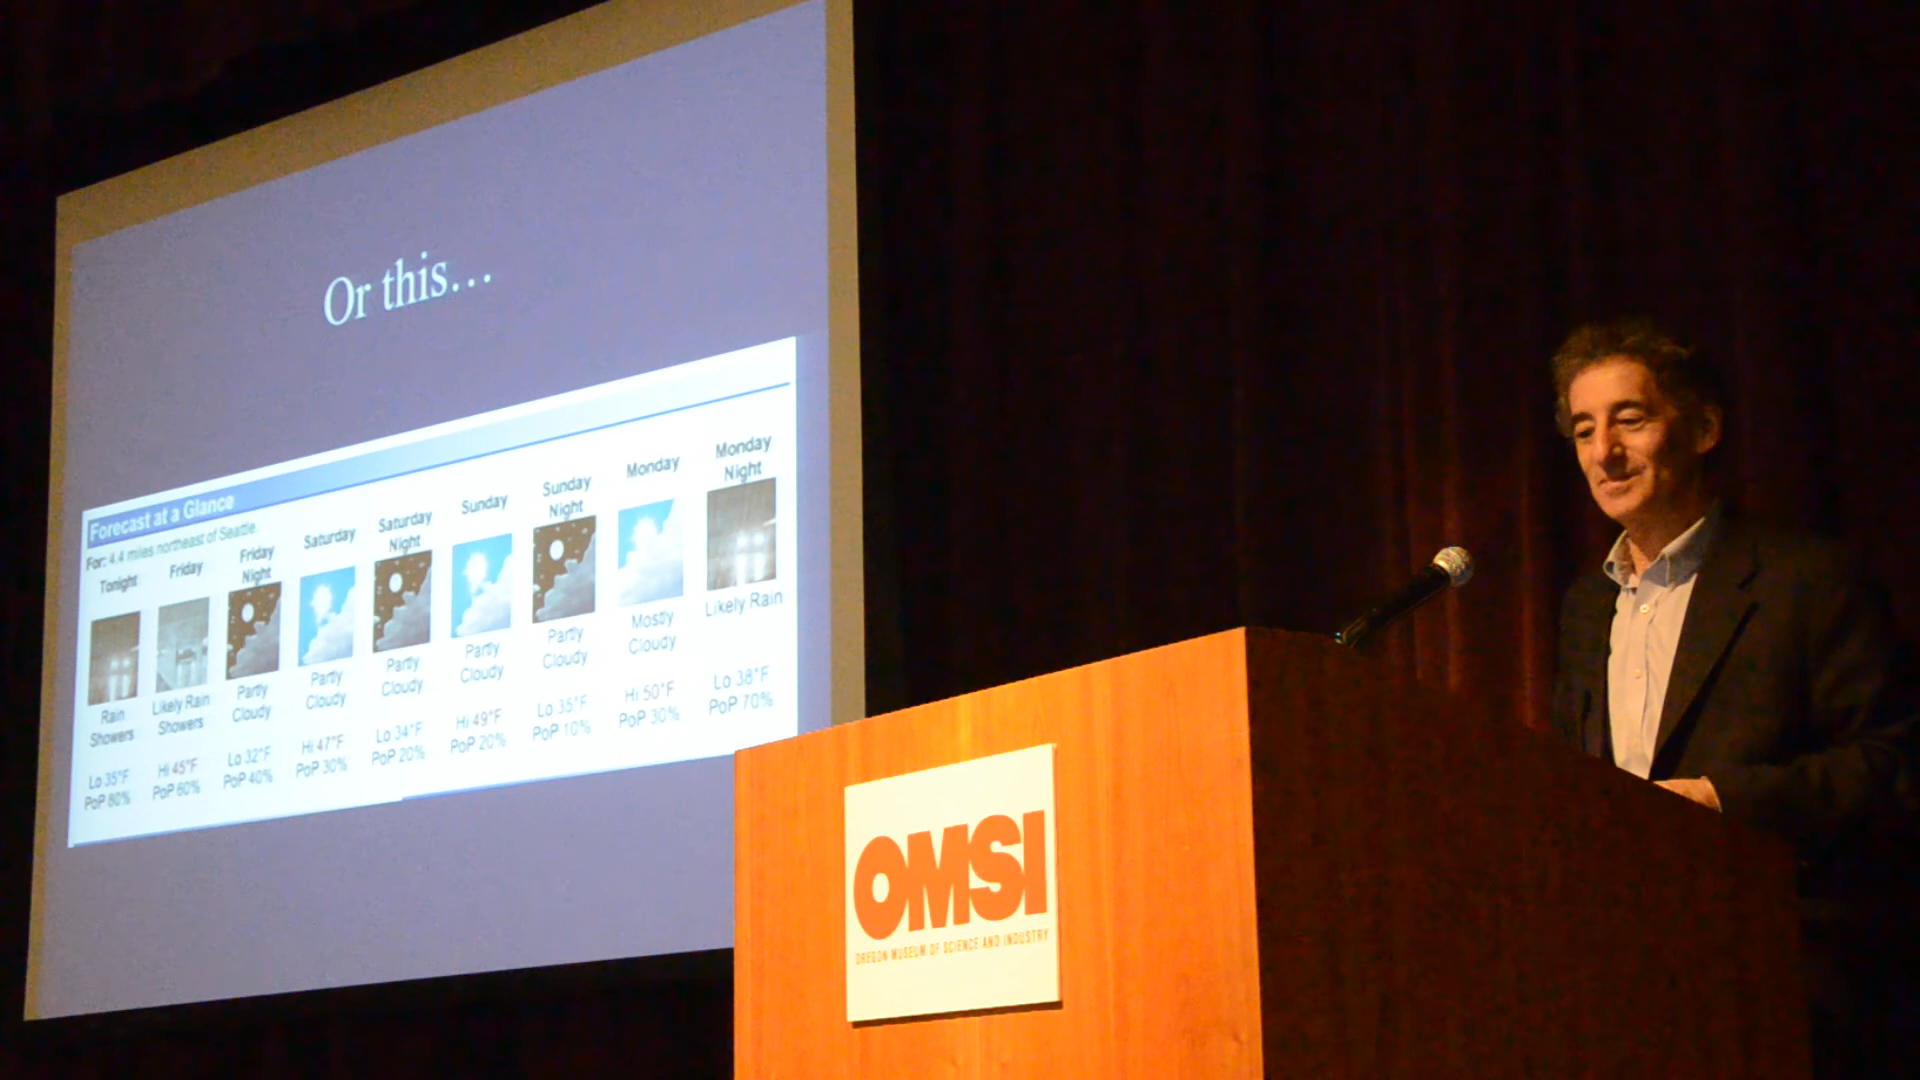 Or this...
Forecast at a Glance
For: 4.4 miles northeast of Seattle.
Tonight
Rain
Showers
Lo 35°F
PoP 80%
Friday
Likely Rain
Showers
Hi 45°F
PoP 60%
Friday
Night
Partly
Cloudy
Lo 32°F
PoP 40%
Saturday
Partly
Cloudy
Hi 47°F
PoP 30%
Saturday
Night
Partly
Cloudy
Lo 34°F
PoP 20%
Sunday
Partly
Cloudy
Hi 49°F
PoP 20%
Sunday
Night
Partly
Cloudy
Lo 35°F
PoP 10%
Monday
Mostly
Cloudy
Hi 50°F
PoP 30%
Monday
Night
Likely Rain
Lo 38°F
PoP 70%
OMSI
OREGON MUSEUM OF SCIENCE AND INDUSTRY